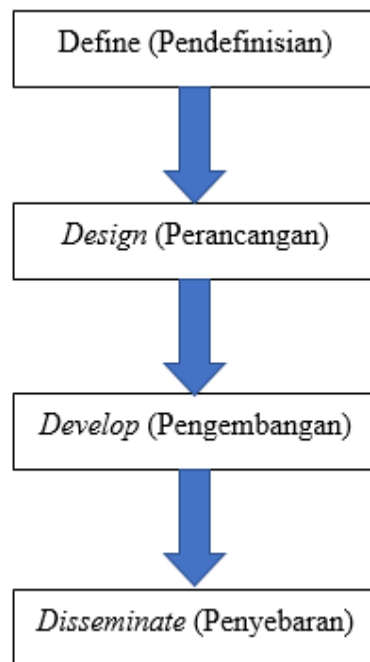 Define (Pendefinisian)
Design (Perancangan)
Develop (Pengembangan)
Disseminate (Penyebaran)